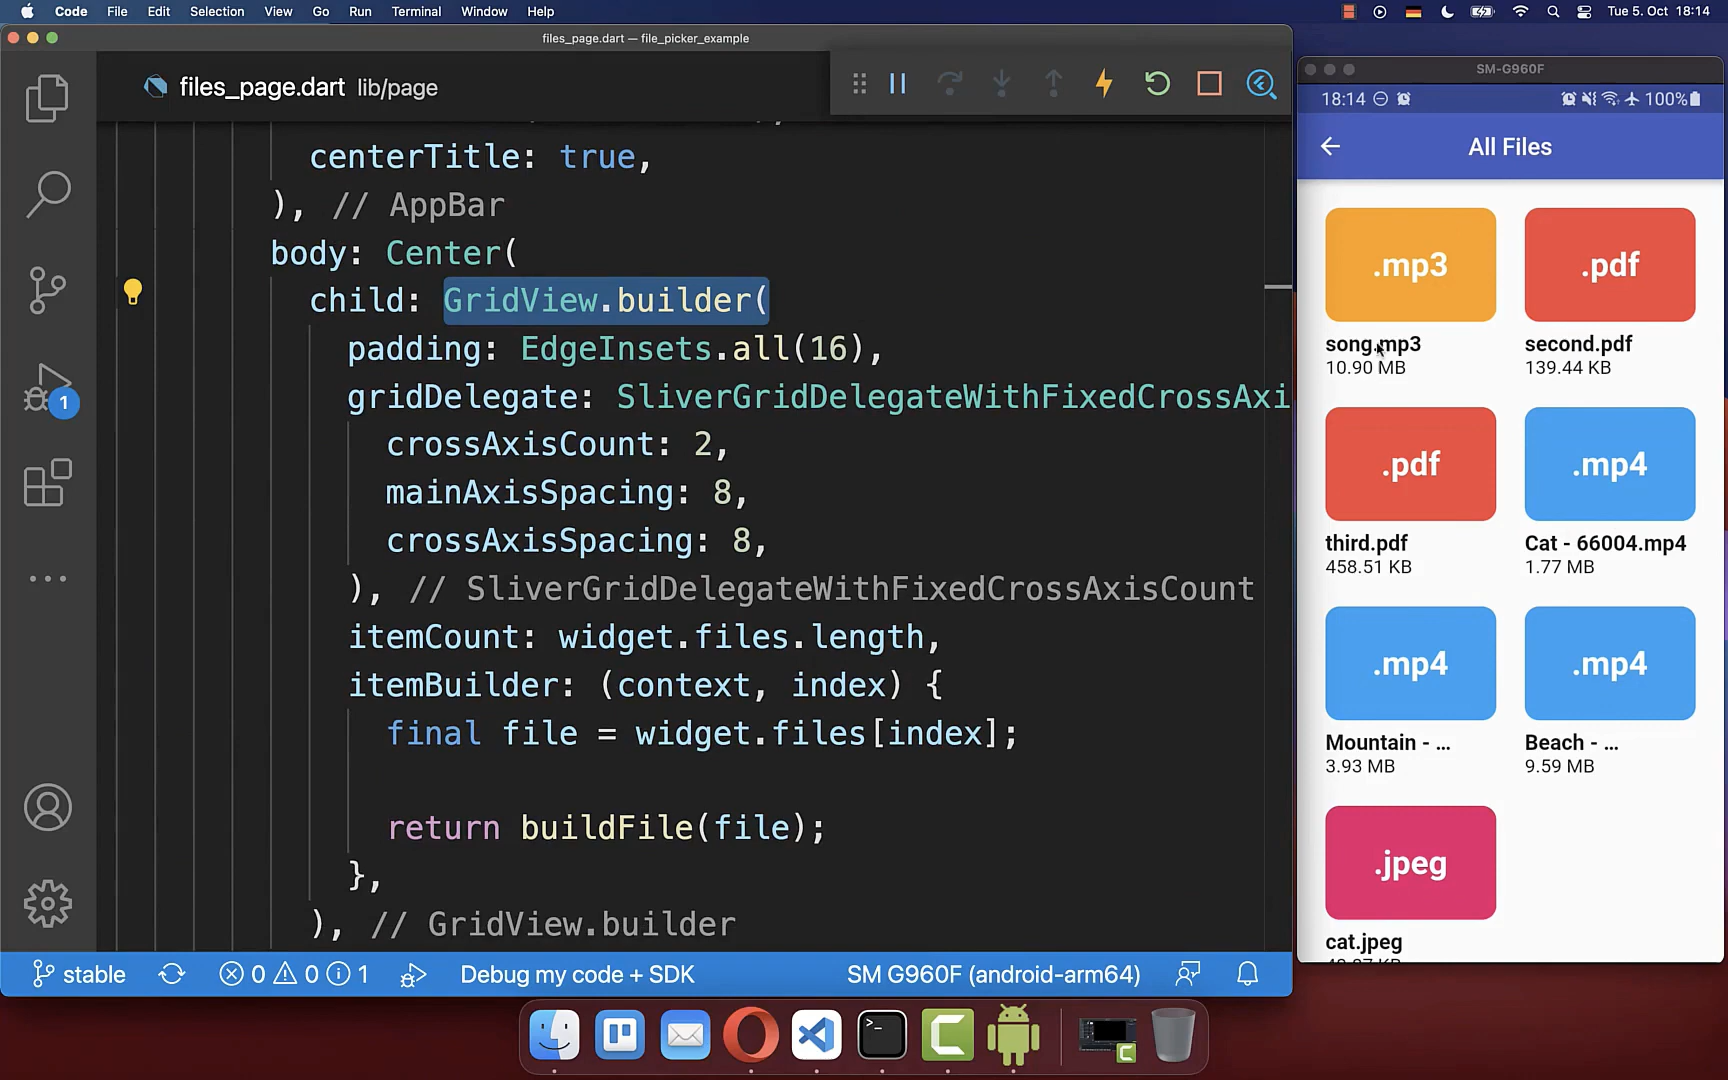 Code File Edit Selection View Go Run Terminal Window Help
Tue 5. Oct 18:14
files_page.dart — file_picker_example
files_page.dart lib/page
centerTitle: true,
), // AppBar
body: Center(
child: GridView.builder(
padding: EdgeInsets.all(16),
gridDelegate: SliverGridDelegateWithFixedCrossAxi
crossAxisCount: 2,
mainAxisSpacing: 8,
crossAxisSpacing: 8,
), // SliverGridDelegateWithFixedCrossAxisCount
itemCount: widget.files.length,
itemBuilder: (context, index) {
final file = widget.files[index];
return buildFile(file);
},
), // GridView.builder
1
stable 0 0 1 Debug my code + SDK SM G960F (android-arm64)
SM-G960F
18:14 100%
All Files
.mp3 .pdf
song.mp3 second.pdf
10.90 MB 139.44 KB
.pdf .mp4
third.pdf Cat - 66004.mp4
458.51 KB 1.77 MB
.mp4 .mp4
Mountain - ... Beach - ...
3.93 MB 9.59 MB
.jpeg
cat.jpeg